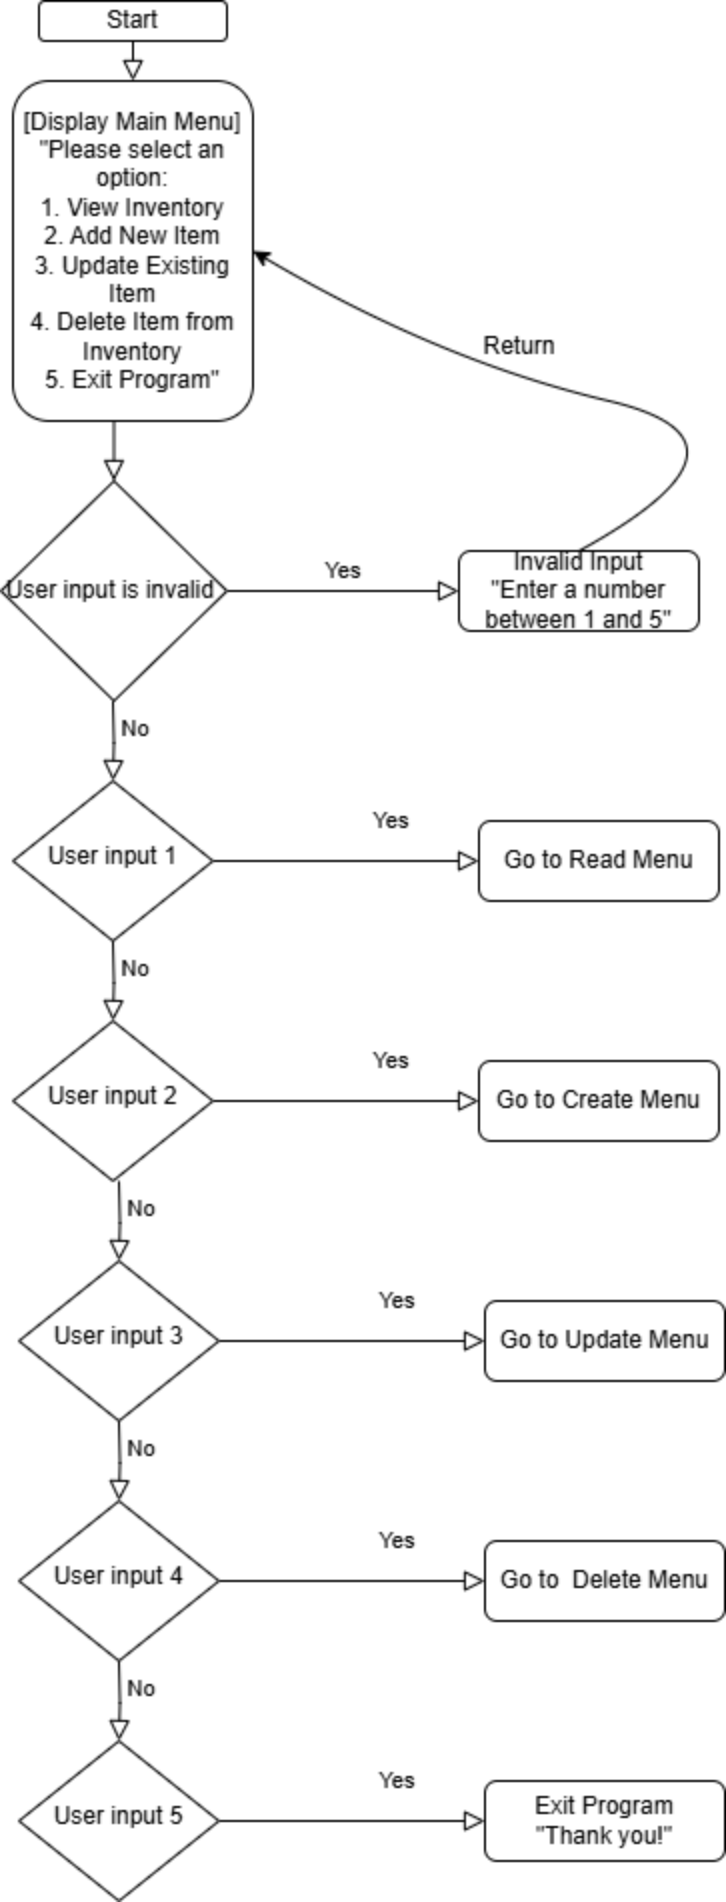 Start
[Display Main Menu]
"Please select an
option:
1. View Inventory
2. Add New Item
3. Update Existing
Item
4. Delete Item from
Inventory
5. Exit Program"
Return
User input is invalid
Yes
Invalid Input
"Enter a number
between 1 and 5"
No
User input 1
Yes
Go to Read Menu
No
User input 2
Yes
Go to Create Menu
No
User input 3
Yes
Go to Update Menu
No
User input 4
Yes
Go to  Delete Menu
No
User input 5
Yes
Exit Program
"Thank you!"